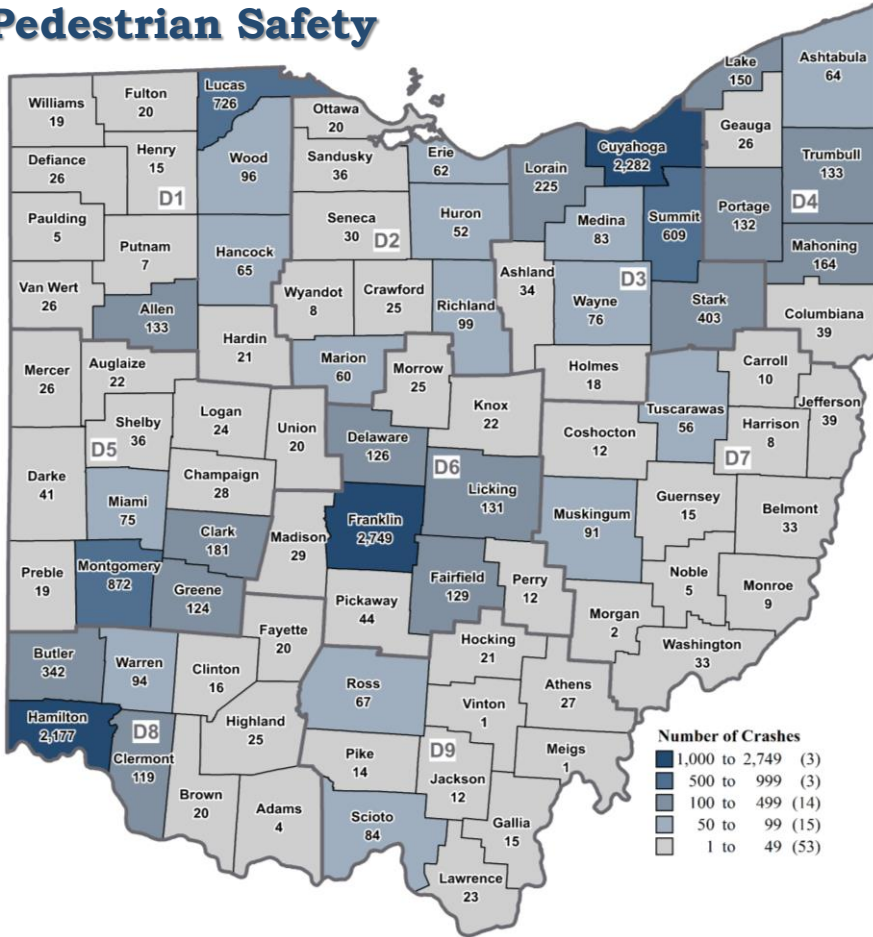 Pedestrian Safety
Lake
150
Ashtabula
64
Williams
19
Fulton
20
Lucas
726
Ottawa
20
Geauga
26
Cuyahoga
2,282
Defiance
26
Henry
15
D1
Wood
96
Sandusky
36
Erie
62
Lorain
225
Trumbull
133
D4
Paulding
5
Putnam
7
Hancock
65
Seneca
30
D2
Huron
52
Medina
83
Summit
609
Portage
132
Mahoning
164
Van Wert
26
Allen
133
Wyandot
8
Crawford
25
Richland
99
Ashland
34
D3
Wayne
76
Stark
403
Columbiana
39
Mercer
26
Auglaize
22
Hardin
21
Marion
60
Morrow
25
Holmes
18
Carroll
10
Jefferson
39
Shelby
36
D5
Logan
24
Union
20
Delaware
126
Knox
22
Coshocton
12
Tuscarawas
56
Harrison
8
D7
Darke
41
Miami
75
Champaign
28
D6
Licking
131
Muskingum
91
Guernsey
15
Belmont
33
Clark
181
Madison
29
Franklin
2,749
Preble
19
Montgomery
872
Greene
124
Pickaway
44
Fairfield
129
Perry
12
Noble
5
Monroe
9
Morgan
2
Washington
33
Fayette
20
Hocking
21
Butler
342
Warren
94
Clinton
16
Ross
67
Athens
27
Vinton
1
Hamilton
2,177
D8
Clermont
119
Highland
25
Pike
14
D9
Jackson
12
Meigs
1
Brown
20
Adams
4
Scioto
84
Gallia
15
Lawrence
23
Number of Crashes
1,000 to 2,749 (3)
500 to 999 (3)
100 to 499 (14)
50 to 99 (15)
1 to 49 (53)